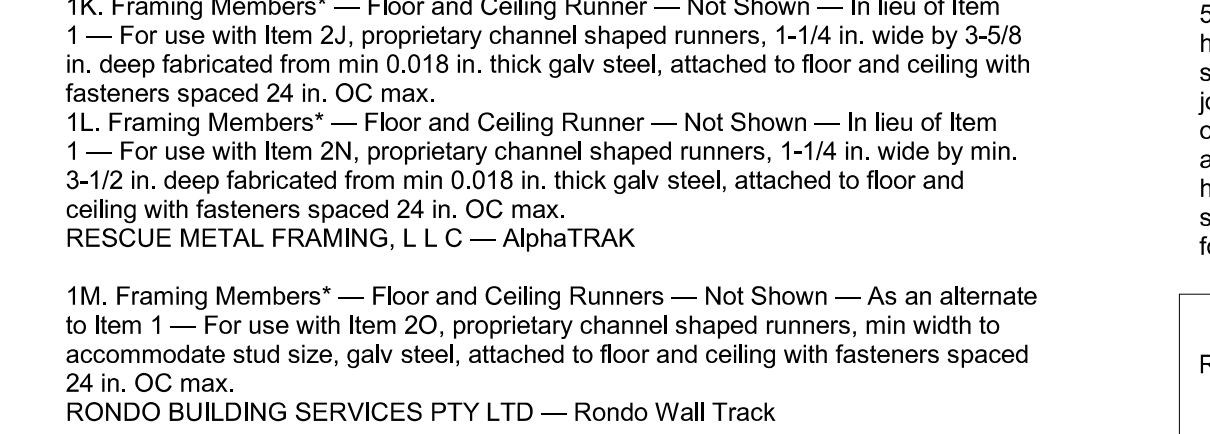 1K. Framing Members* — Floor and Ceiling Runner — Not Shown — In lieu of Item
1 — For use with Item 2J, proprietary channel shaped runners, 1-1/4 in. wide by 3-5/8
in. deep fabricated from min 0.018 in. thick galv steel, attached to floor and ceiling with
fasteners spaced 24 in. OC max.
1L. Framing Members* — Floor and Ceiling Runner — Not Shown — In lieu of Item
1 — For use with Item 2N, proprietary channel shaped runners, 1-1/4 in. wide by min.
3-1/2 in. deep fabricated from min 0.018 in. thick galv steel, attached to floor and
ceiling with fasteners spaced 24 in. OC max.
RESCUE METAL FRAMING, L L C — AlphaTRAK
1M. Framing Members* — Floor and Ceiling Runners — Not Shown — As an alternate
to Item 1 — For use with Item 2O, proprietary channel shaped runners, min width to
accommodate stud size, galv steel, attached to floor and ceiling with fasteners spaced
24 in. OC max.
RONDO BUILDING SERVICES PTY LTD — Rondo Wall Track